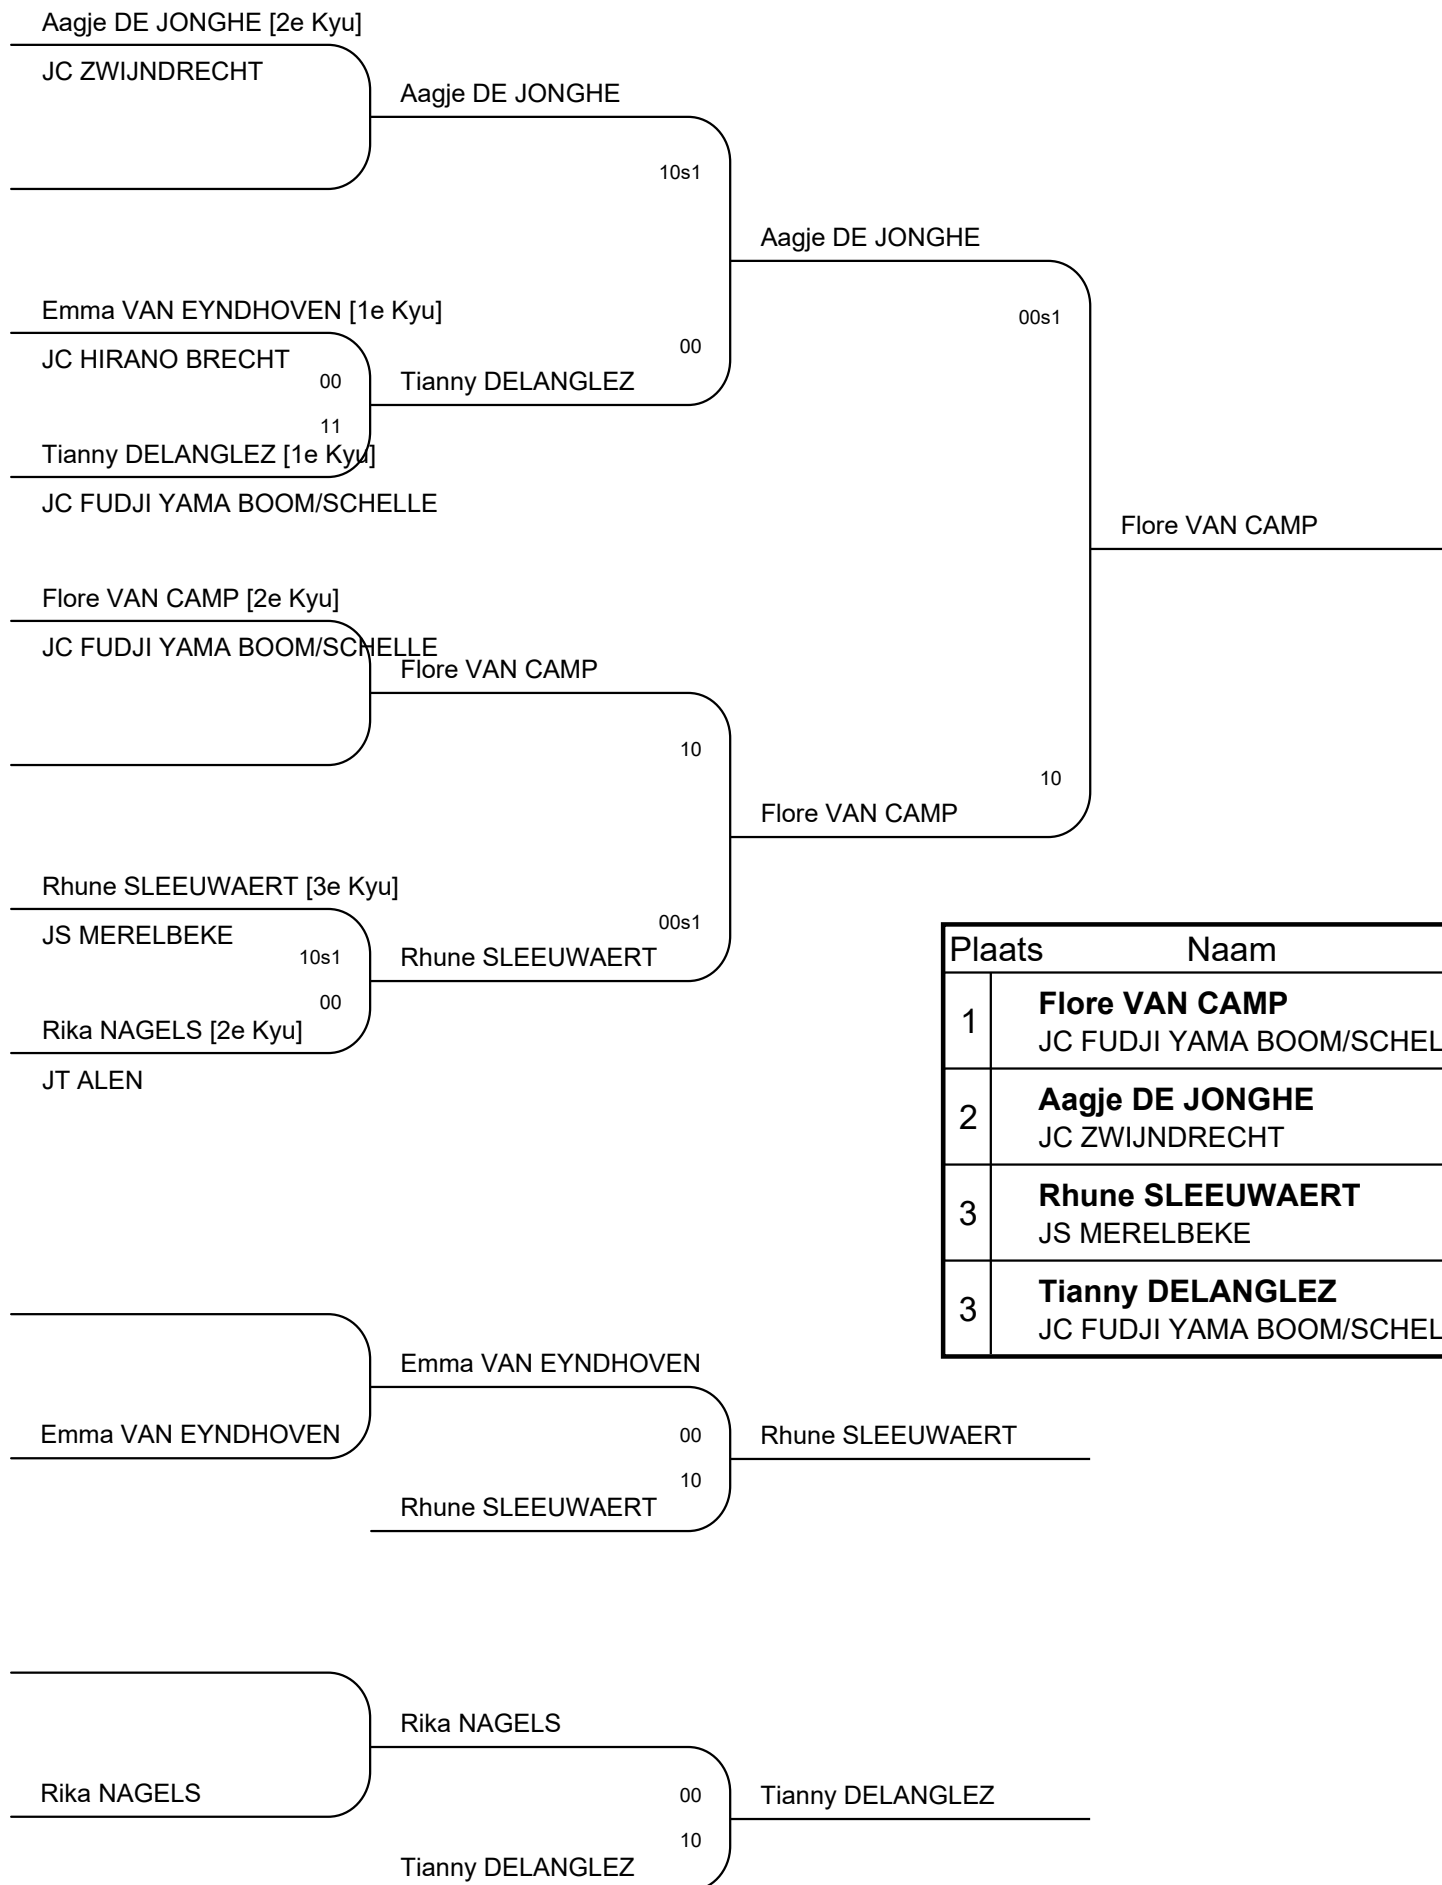 Aagje DE JONGHE [2e Kyu]
JC ZWIJNDRECHT
Aagje DE JONGHE
10s1
Aagje DE JONGHE
Emma VAN EYNDHOVEN [1e Kyu]
00s1
JC HIRANO BRECHT
00
00
Tianny DELANGLEZ
11
Tianny DELANGLEZ [1e Kyu]
JC FUDJI YAMA BOOM/SCHELLE
Flore VAN CAMP
Flore VAN CAMP [2e Kyu]
JC FUDJI YAMA BOOM/SCHELLE
Flore VAN CAMP
10
10
Flore VAN CAMP
Rhune SLEEUWAERT [3e Kyu]
00s1
JS MERELBEKE
10s1
Rhune SLEEUWAERT
00
Rika NAGELS [2e Kyu]
JT ALEN
Plaats Naam
1 Flore VAN CAMP
JC FUDJI YAMA BOOM/SCHEL
2 Aagje DE JONGHE
JC ZWIJNDRECHT
3 Rhune SLEEUWAERT
JS MERELBEKE
3 Tianny DELANGLEZ
JC FUDJI YAMA BOOM/SCHEL
Emma VAN EYNDHOVEN
Emma VAN EYNDHOVEN
00
Rhune SLEEUWAERT
10
Rhune SLEEUWAERT
Rika NAGELS
Rika NAGELS
00
Tianny DELANGLEZ
10
Tianny DELANGLEZ